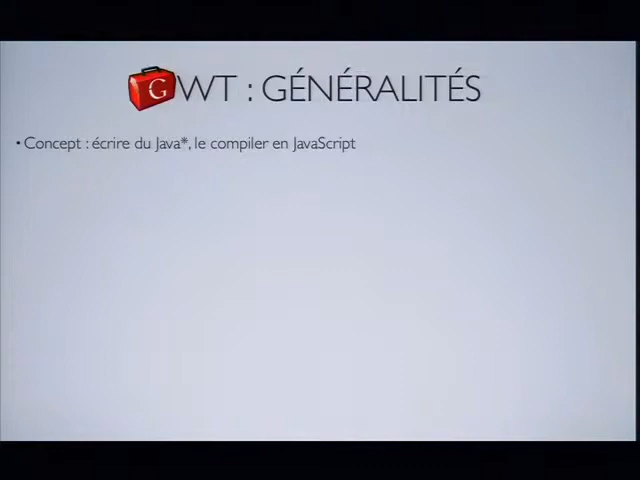 GWT : GÉNÉRALITÉS
• Concept : écrire du Java*, le compiler en JavaScript